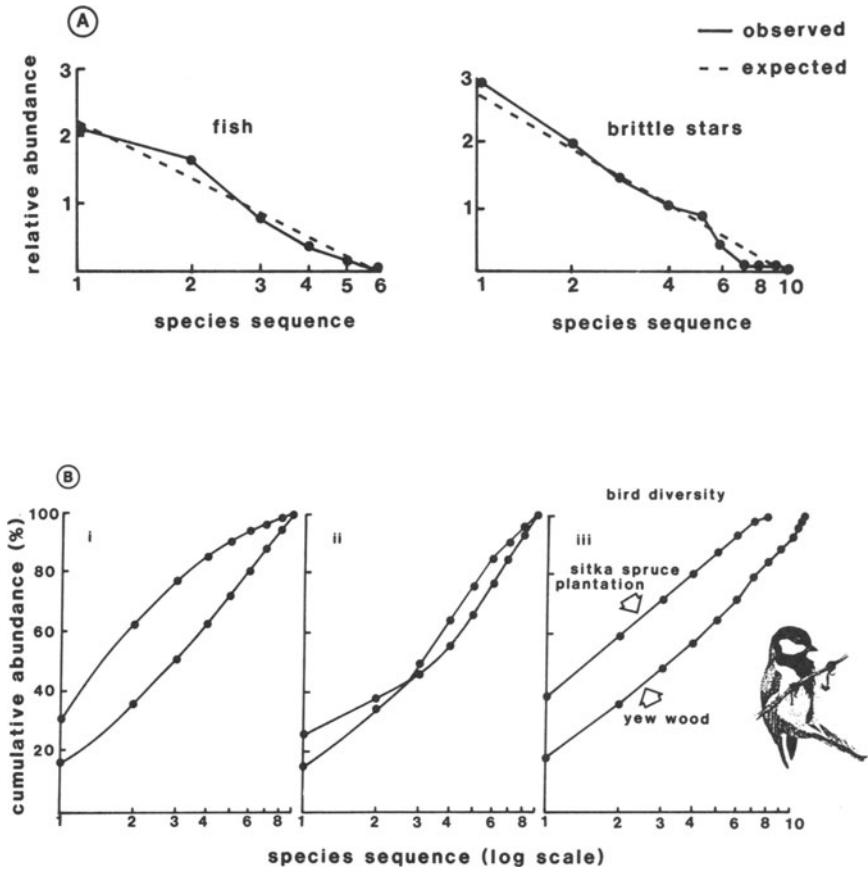 A
observed
expected
relative abundance
3
2
1
fish
1 2 3 4 5 6
species sequence
3
2
1
brittle stars
1 2 4 6 8 10
species sequence
B
bird diversity
cumulative abundance (%)
100
80
60
40
20
i
1 2 3 4 6 8
ii
1 2 3 4 6 8
iii
sitka spruce
plantation
yew wood
1 2 3 4 6 8 10
species sequence (log scale)